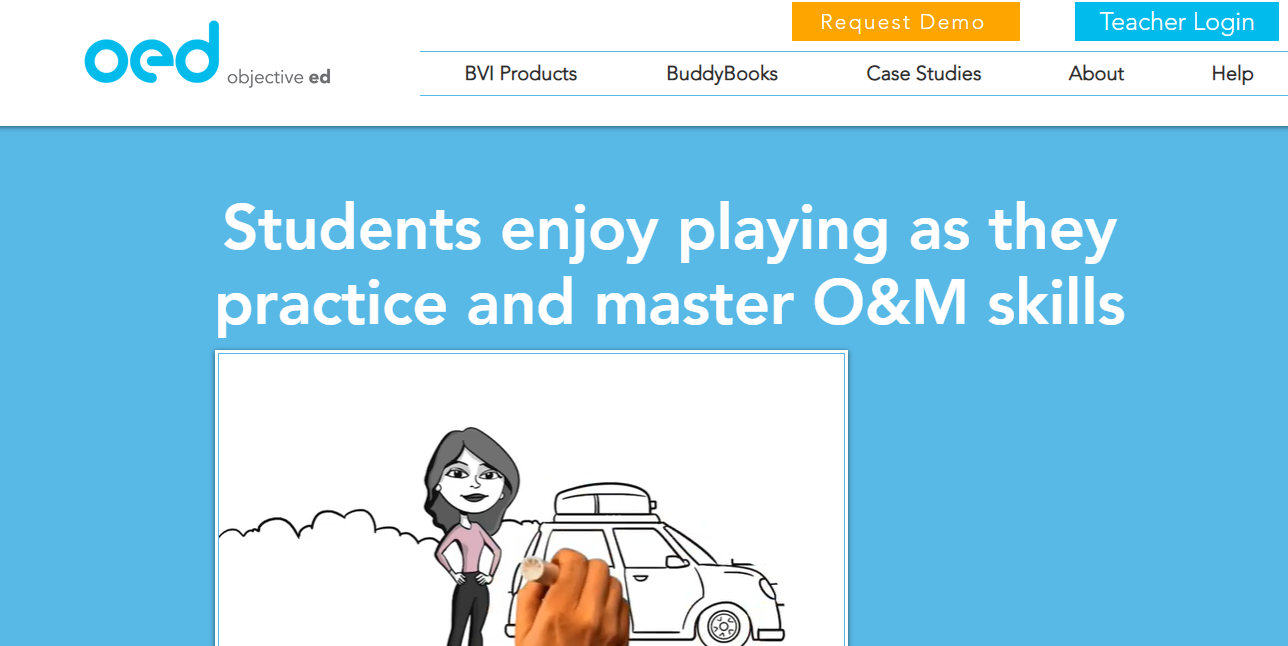 Request Demo
Teacher Login
oed
objective ed
BVI Products
BuddyBooks
Case Studies
About
Help
Students enjoy playing as they
practice and master O&M skills